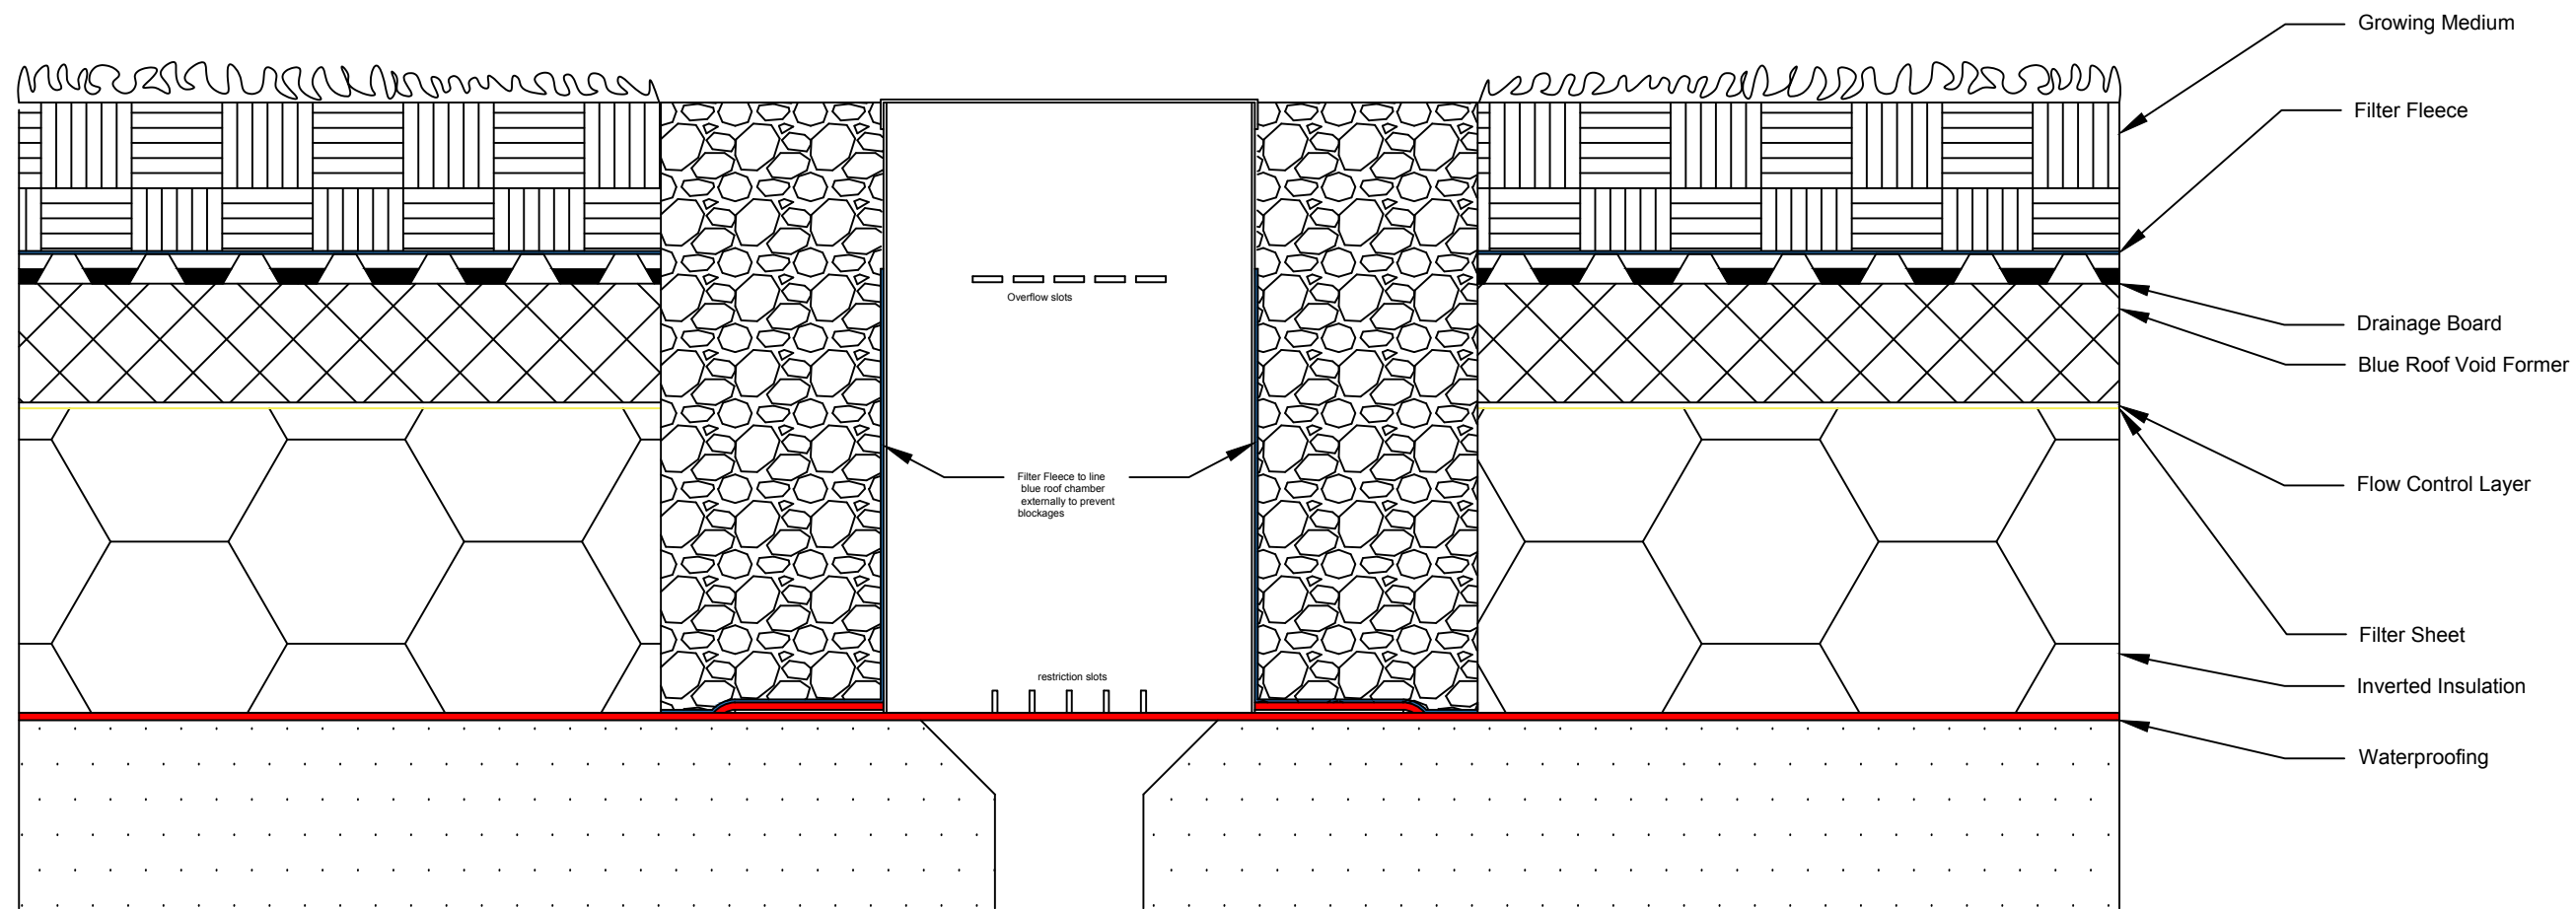 Growing Medium
Filter Fleece
Overflow slots
Drainage Board
Blue Roof Void Former
Filter Fleece to line
blue roof chamber
externally to prevent
blockages
Flow Control Layer
Filter Sheet
restriction slots
Inverted Insulation
Waterproofing